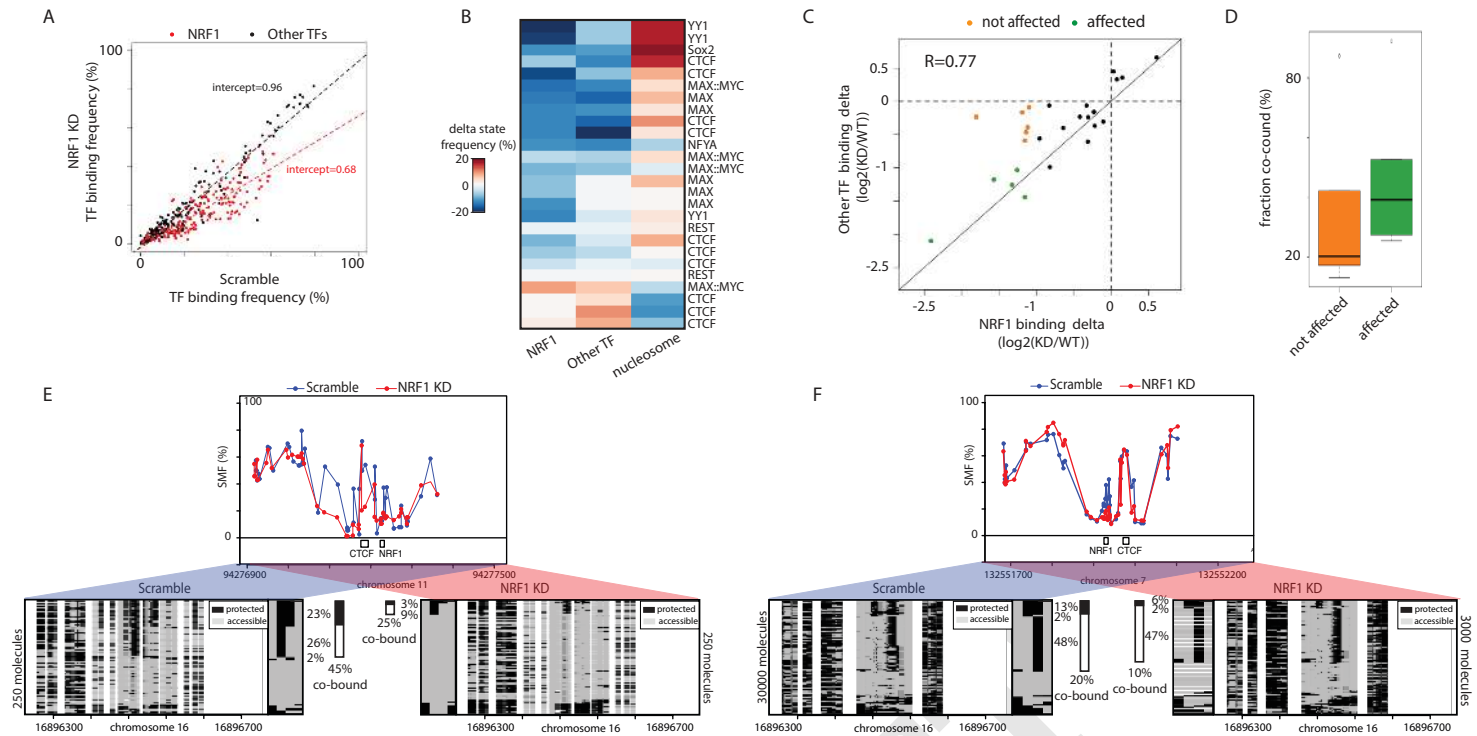 A
NRF1
Other TFs
100
0
NRF1 KD
TF binding frequency (%)
intercept=0.96
intercept=0.68
0
100
Scramble
TF binding frequency (%)
B
delta state
frequency (%)
20
10
0
-10
-20
YY1
YY1
Sox2
CTCF
CTCF
MAX::MYC
MAX
MAX
CTCF
CTCF
NFYA
MAX::MYC
MAX::MYC
MAX
MAX
MAX
YY1
REST
CTCF
CTCF
CTCF
REST
MAX::MYC
CTCF
CTCF
CTCF
NRF1
Other TF
nucleosome
C
not affected
affected
R=0.77
0.5
0
-1
-2.5
Other TF binding delta
(log2(KD/WT))
-2.5
-1
0
0.5
NRF1 binding delta
(log2(KD/WT))
D
fraction co-bound (%)
80
20
not affected
affected
E
Scramble
NRF1 KD
100
SMF (%)
0
CTCF
NRF1
94276900
94277500
chromosome 11
Scramble
NRF1 KD
250 molecules
protected
accessible
23%
26%
2%
45%
co-bound
3%
9%
25%
co-bound
protected
accessible
250 molecules
16896300
chromosome 16
16896700
16896300
chromosome 16
16896700
F
Scramble
NRF1 KD
100
SMF (%)
0
NRF1
CTCF
132551700
132552200
chromosome 7
Scramble
NRF1 KD
30000 molecules
protected
accessible
13%
2%
48%
20%
co-bound
6%
2%
47%
10%
co-bound
protected
accessible
3000 molecules
16896300
chromosome 16
16896700
16896300
chromosome 16
16896700